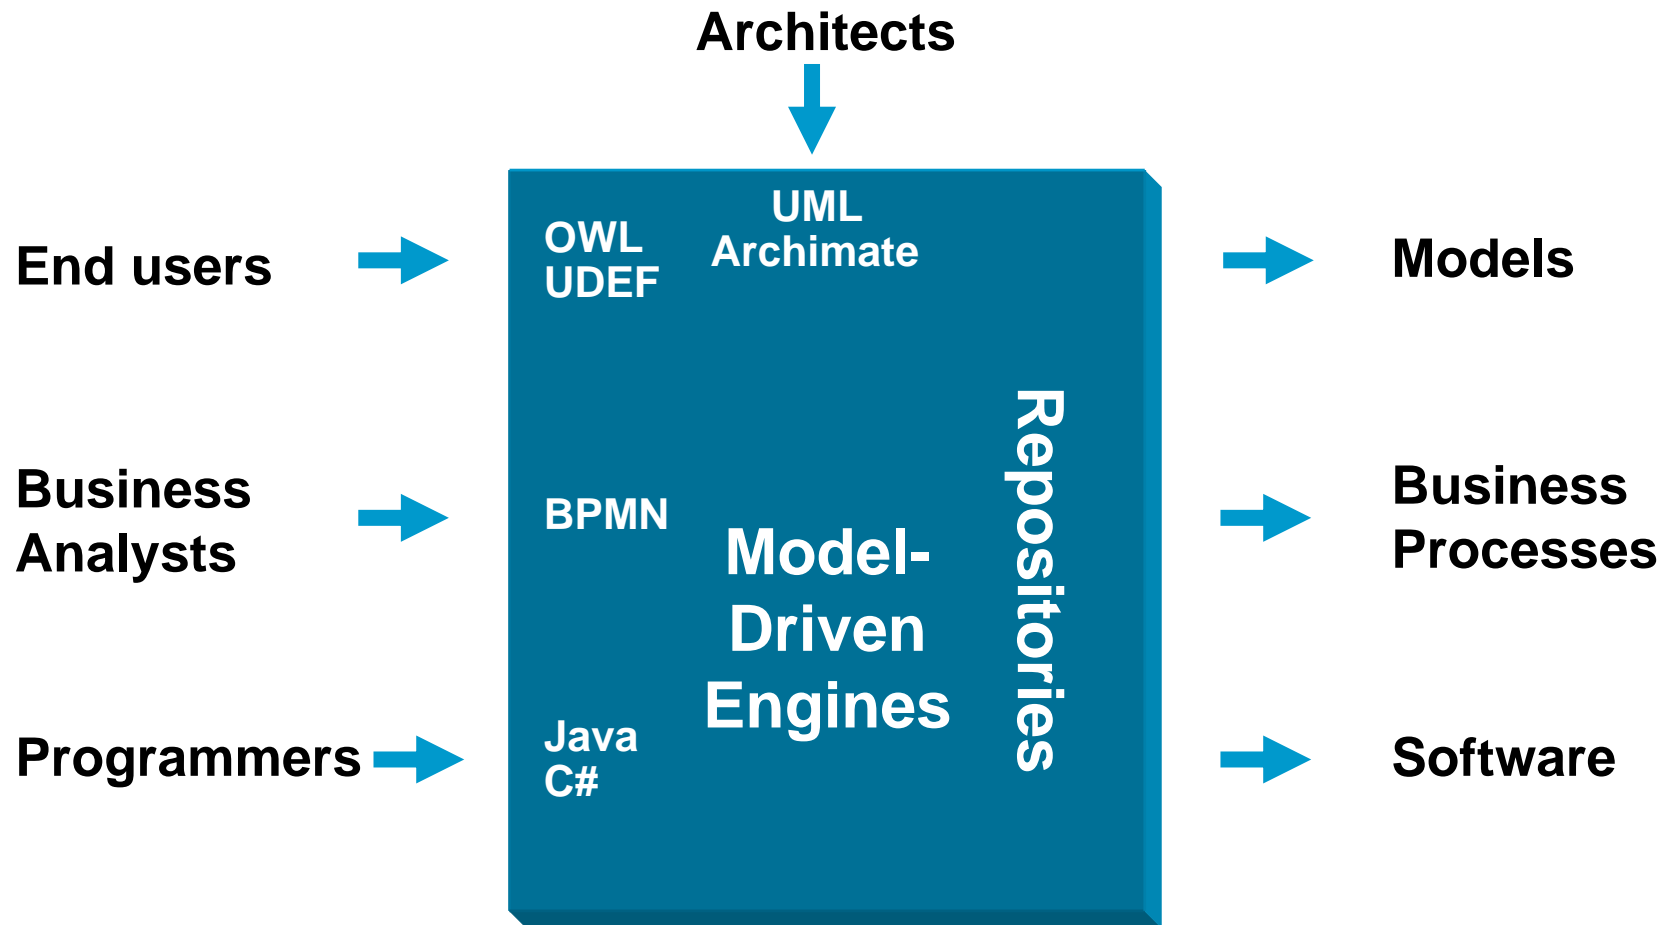 Architects
End users
OWL
UDEF
UML
Archimate
Models
Business
Analysts
BPMN
Model-
Driven
Engines
Repositories
Business
Processes
Programmers
Java
C#
Software